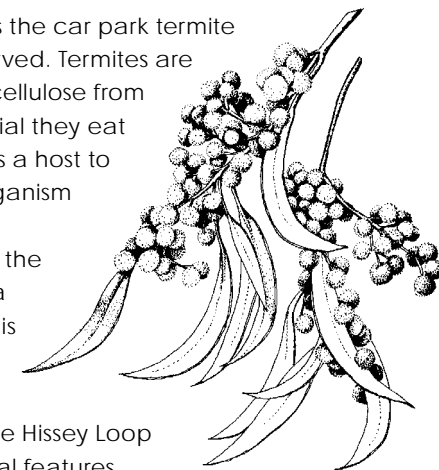 s the car park termite
rved. Termites are
cellulose from
ial they eat
s a host to
ganism
the
a
is
e Hissey Loop
al features